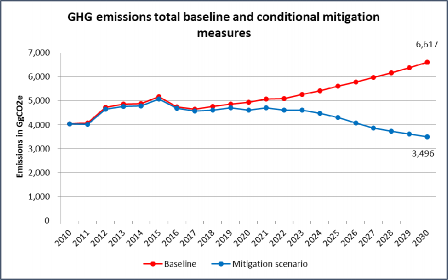 GHG emissions total baseline and conditional mitigation
measures
6,617
7,000
6,000
5,000
4,000
3,000
2,000
1,000
0
Emissions in GgCO2e
3,496
2010 2011 2012 2013 2014 2015 2016 2017 2018 2019 2020 2021 2022 2023 2024 2025 2026 2027 2028 2029 2030
Baseline Mitigation scenario